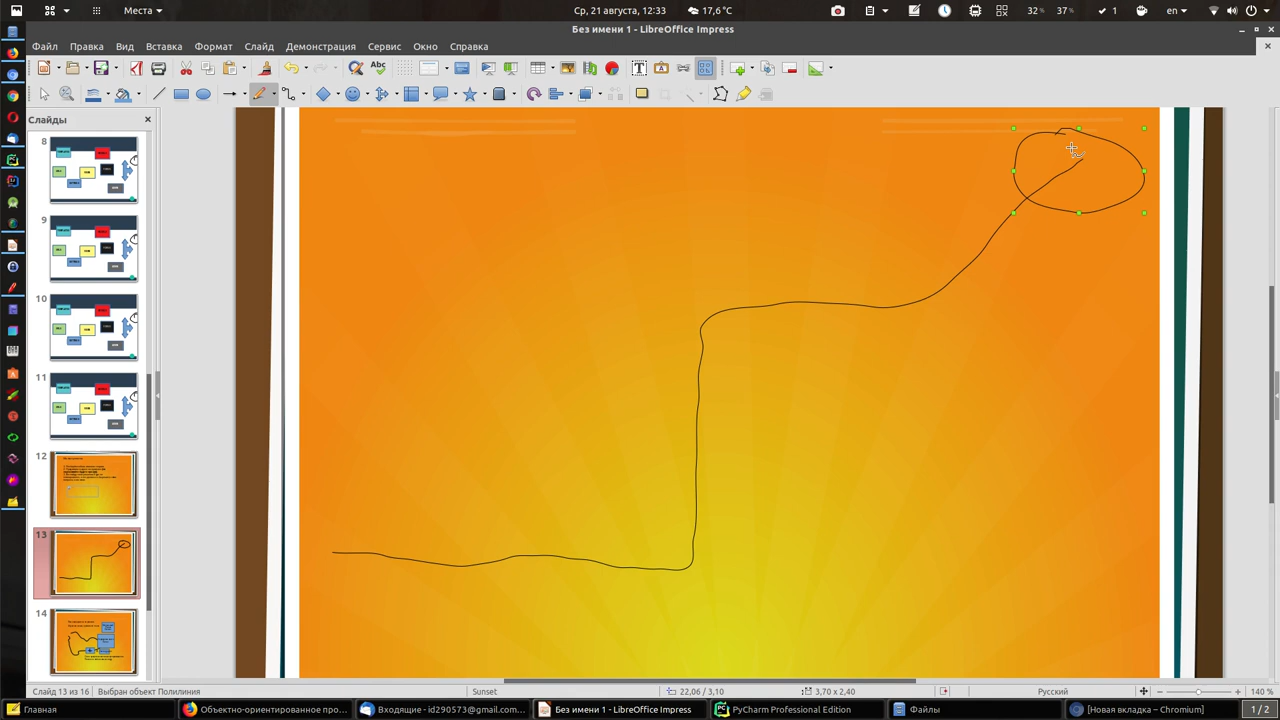 Места
Ср, 21 августа, 12:33
17,6°C
32 %
37%
1
en
Без имени 1 - LibreOffice Impress
Файл Правка Вид Вставка Формат Слайд Демонстрация Сервис Окно Справка
Abc
Слайды
8
9
10
11
12
13
14
Слайд 13 из 16
Выбран объект Полилиния
Sunset
22,06 / 3,10
3,70 x 2,40
Русский
140 %
Главная
Объектно-ориентированное про...
Входящие - id290573@gmail.com...
Без имени 1 - LibreOffice Impress
PyCharm Professional Edition
Файлы
[Новая вкладка – Chromium]
1 / 2